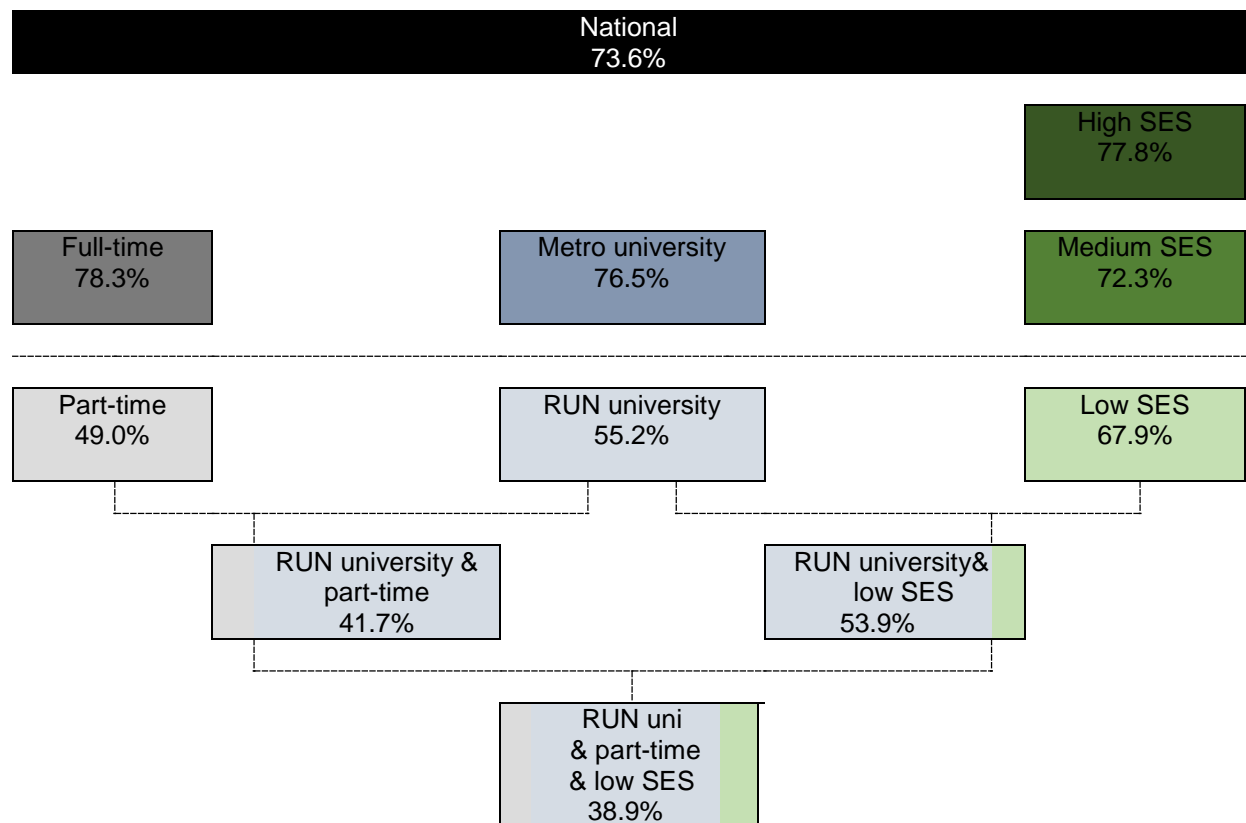 National
73.6%
High SES
77.8%
Full-time
78.3%
Metro university
76.5%
Medium SES
72.3%
Part-time
49.0%
RUN university
55.2%
Low SES
67.9%
RUN university &
part-time
41.7%
RUN university&
low SES
53.9%
RUN uni
& part-time
& low SES
38.9%